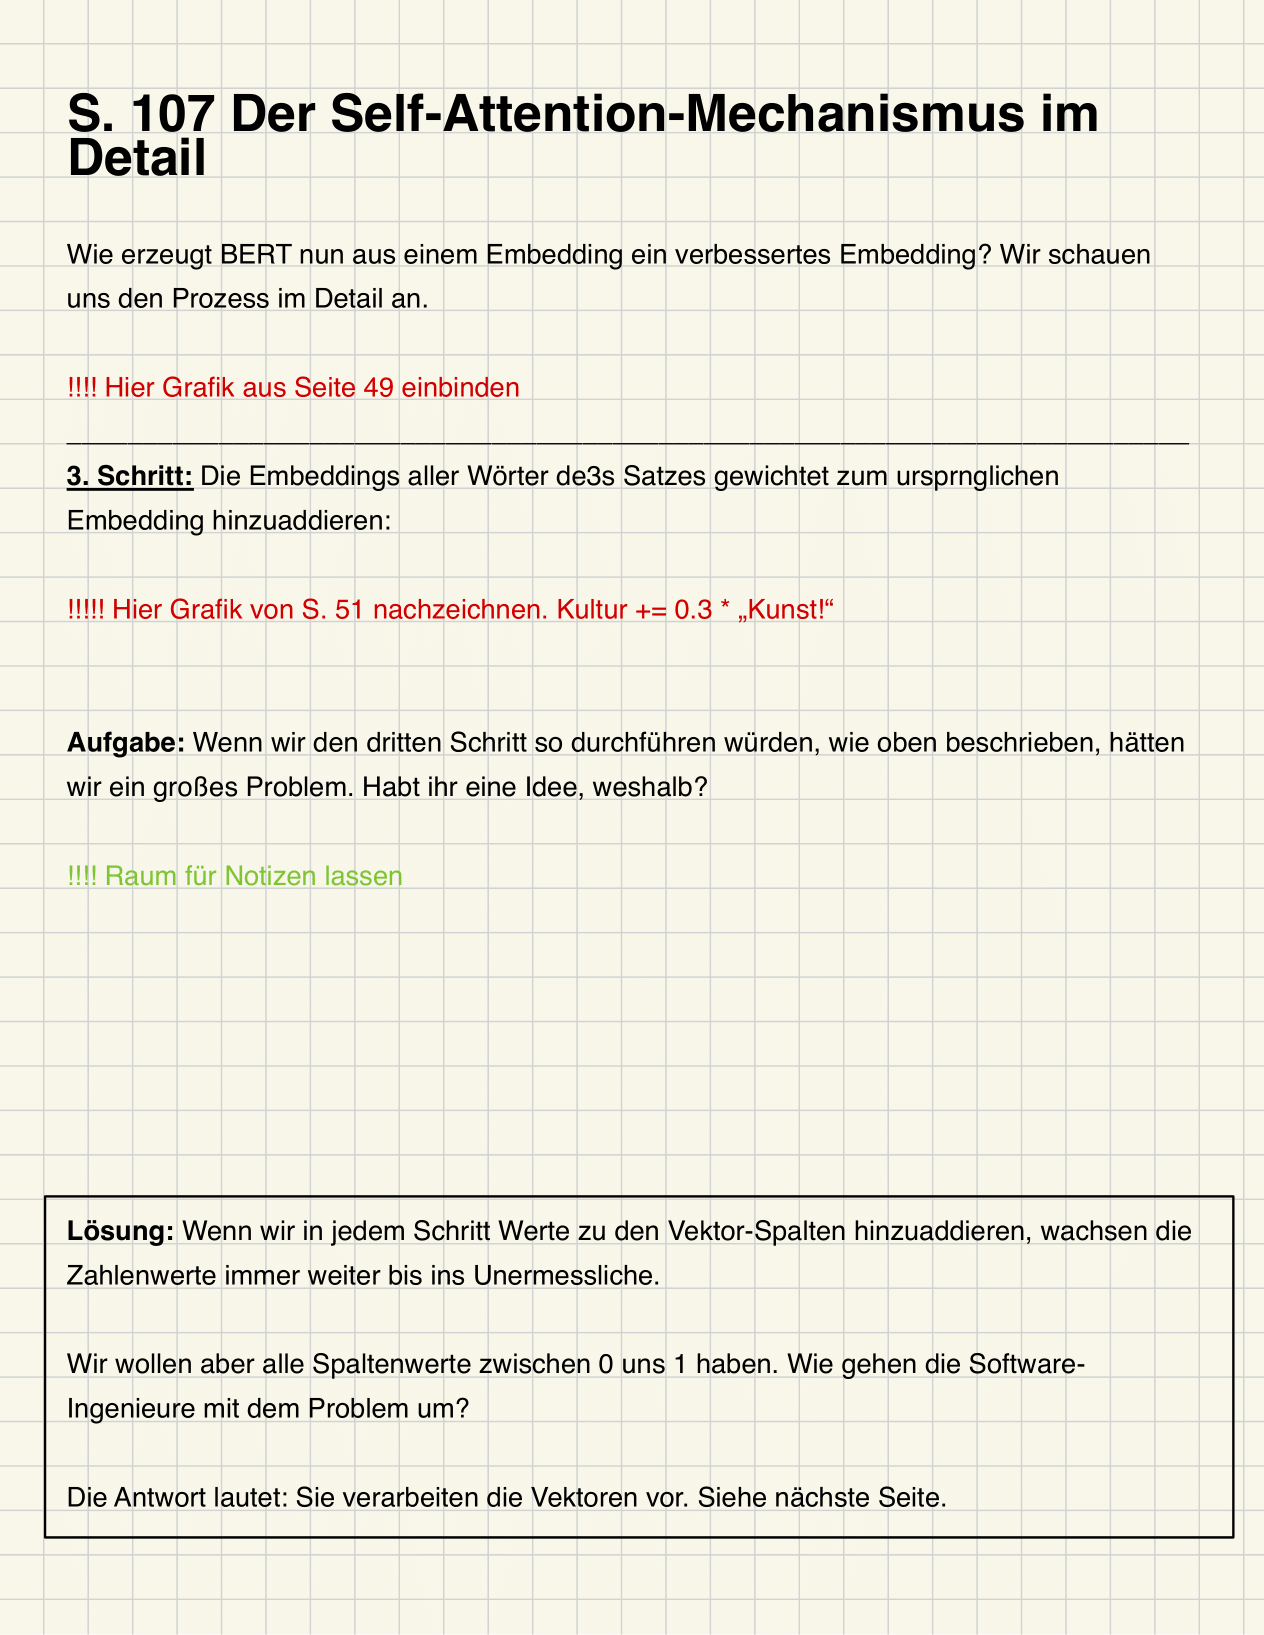 S. 107 Der Self-Attention-Mechanismus im
Detail
Wie erzeugt BERT nun aus einem Embedding ein verbessertes Embedding? Wir schauen
uns den Prozess im Detail an.
!!!! Hier Grafik aus Seite 49 einbinden
3. Schritt: Die Embeddings aller Wörter de3s Satzes gewichtet zum ursprnglichen
Embedding hinzuaddieren:
!!!!! Hier Grafik von S. 51 nachzeichnen. Kultur += 0.3 * „Kunst!“
Aufgabe: Wenn wir den dritten Schritt so durchführen würden, wie oben beschrieben, hätten
wir ein großes Problem. Habt ihr eine Idee, weshalb?
!!!! Raum für Notizen lassen
Lösung: Wenn wir in jedem Schritt Werte zu den Vektor-Spalten hinzuaddieren, wachsen die
Zahlenwerte immer weiter bis ins Unermessliche.
Wir wollen aber alle Spaltenwerte zwischen 0 uns 1 haben. Wie gehen die Software-
Ingenieure mit dem Problem um?
Die Antwort lautet: Sie verarbeiten die Vektoren vor. Siehe nächste Seite.